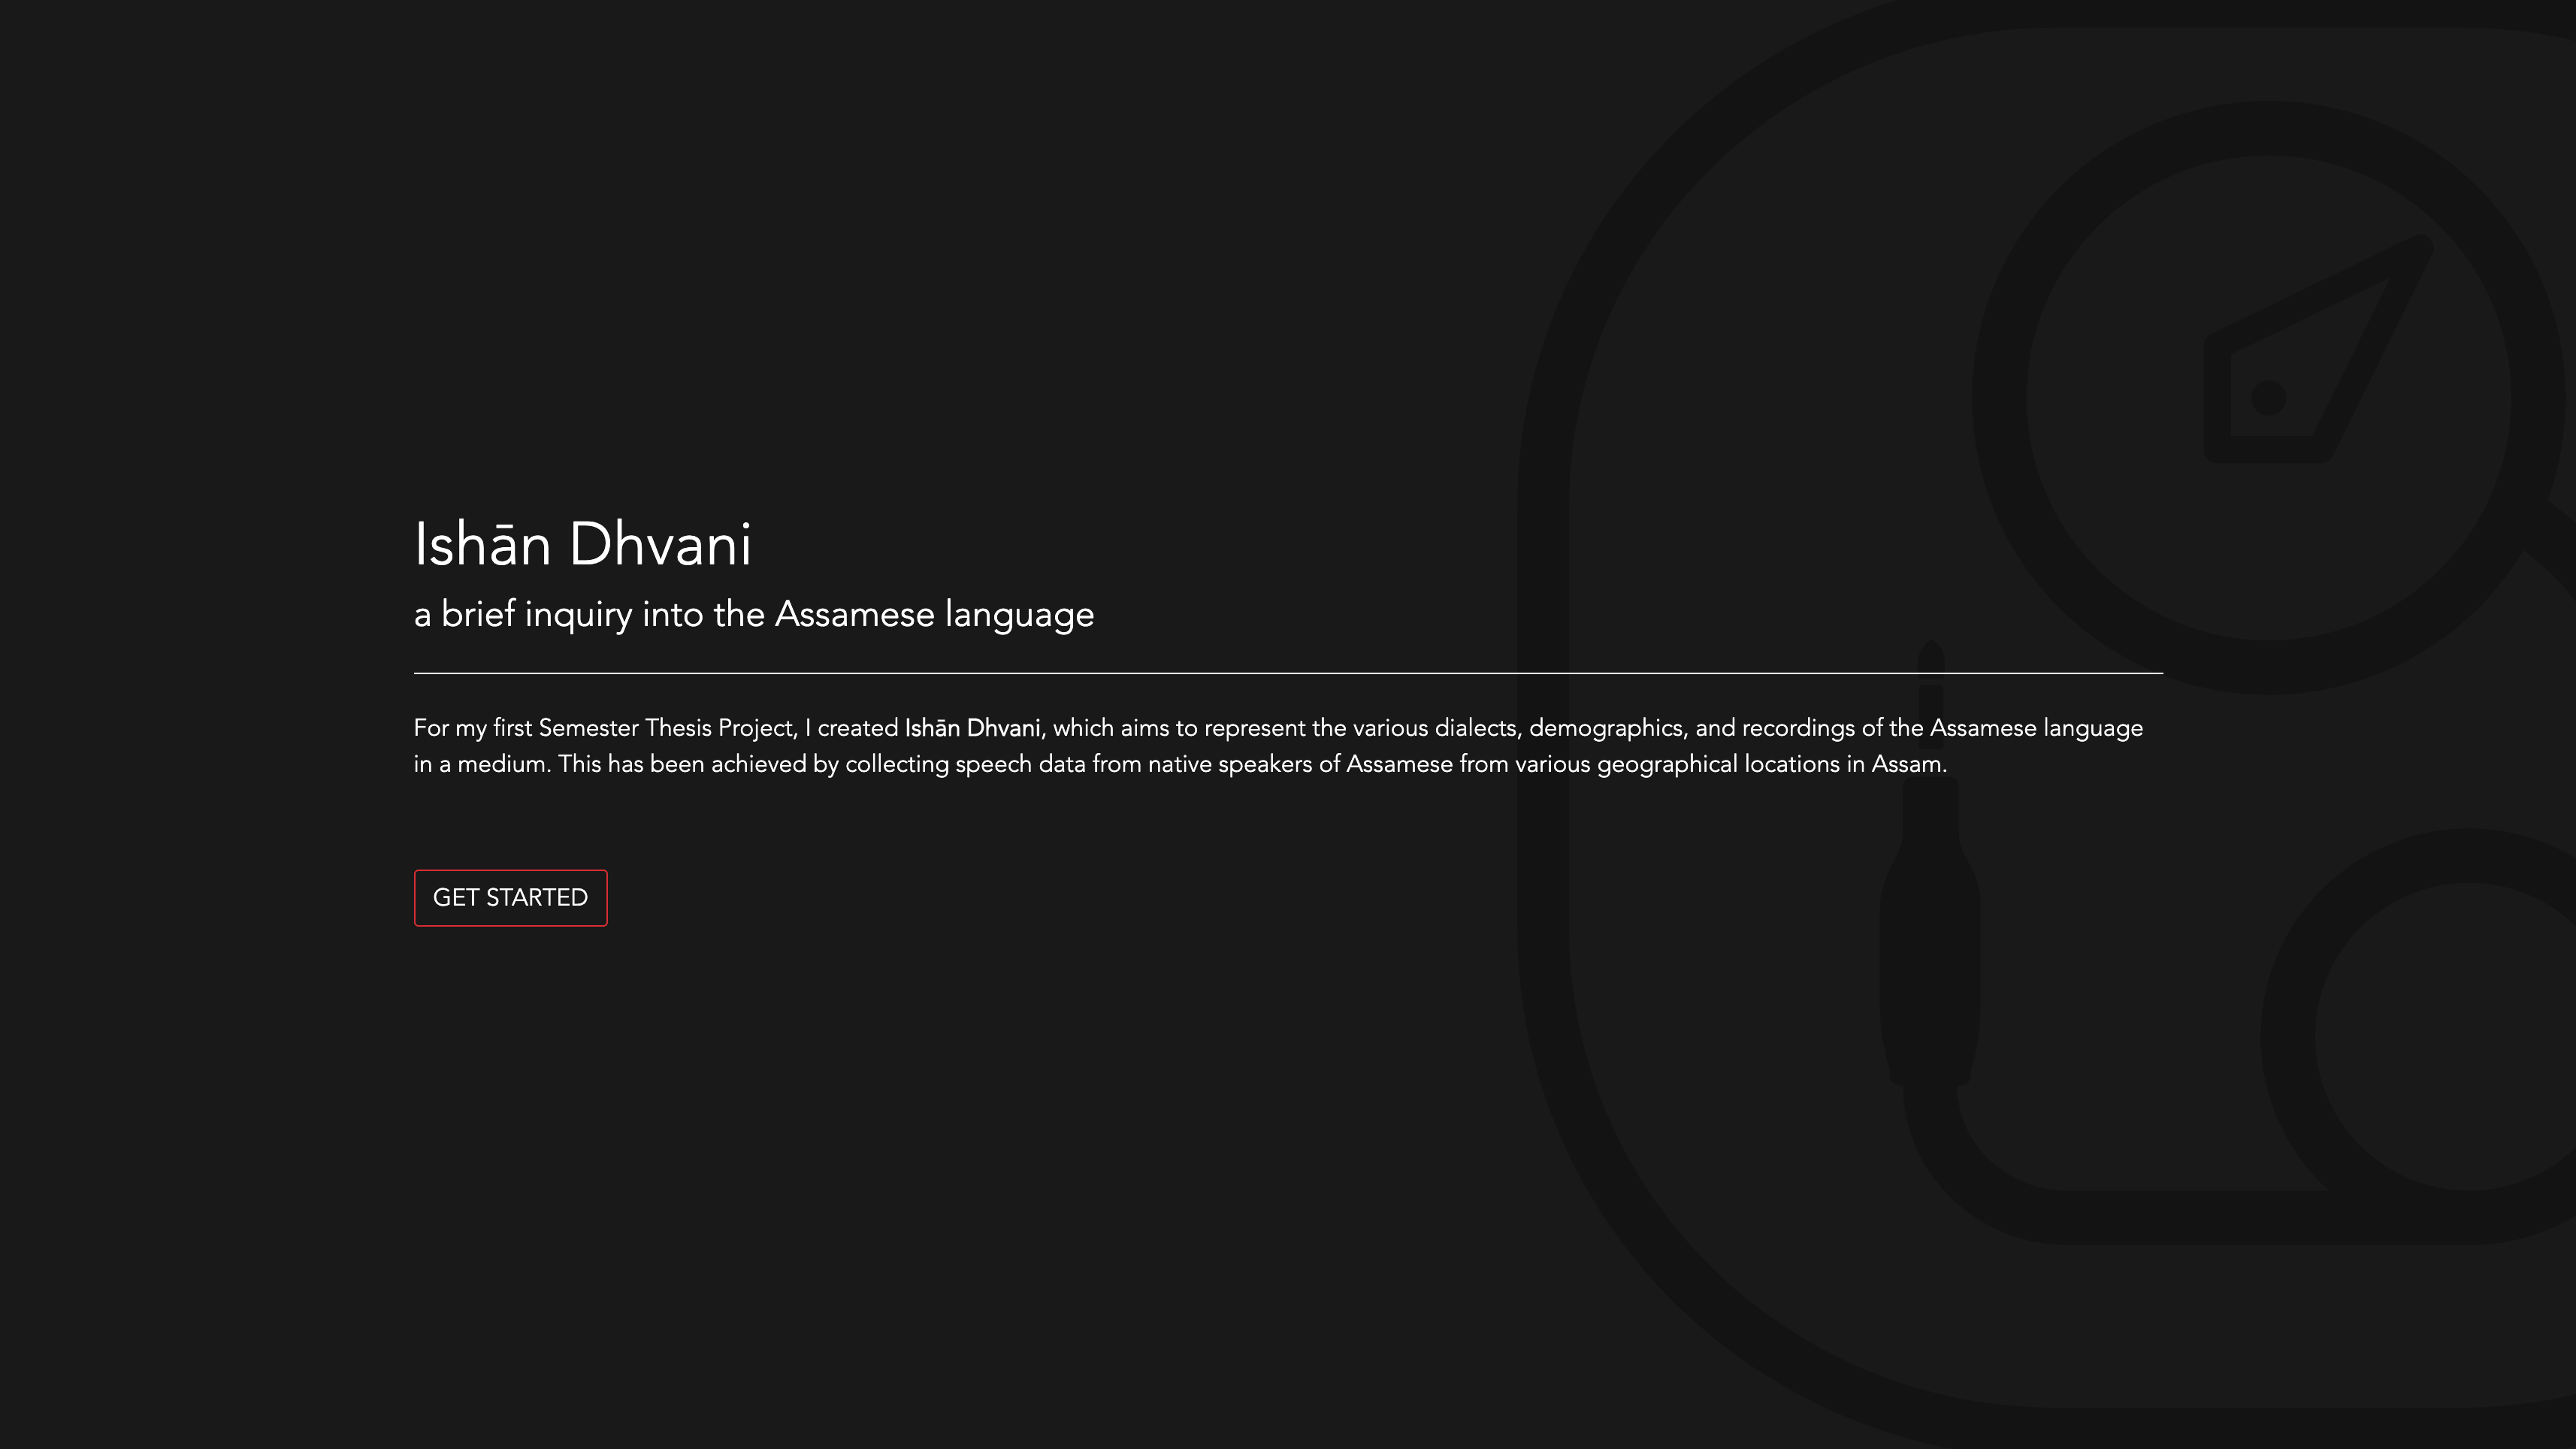 Ishān Dhvani
a brief inquiry into the Assamese language
For my first Semester Thesis Project, I created Ishān Dhvani, which aims to represent the various dialects, demographics, and recordings of the Assamese language
in a medium. This has been achieved by collecting speech data from native speakers of Assamese from various geographical locations in Assam.
GET STARTED